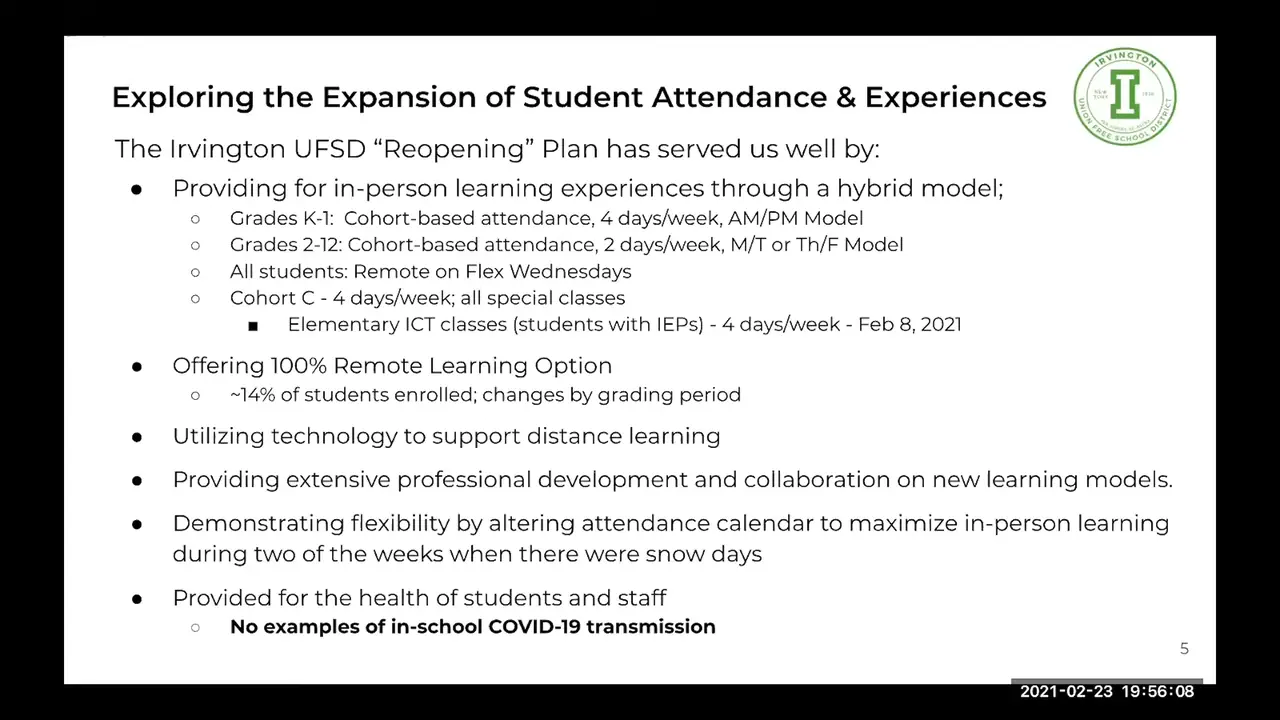 Exploring the Expansion of Student Attendance & Experiences
IRVINGTON
NEW YORK
UNION FREE SCHOOL DISTRICT
The Irvington UFSD “Reopening” Plan has served us well by:
● Providing for in-person learning experiences through a hybrid model;
○ Grades K-1: Cohort-based attendance, 4 days/week, AM/PM Model
○ Grades 2-12: Cohort-based attendance, 2 days/week, M/T or Th/F Model
○ All students: Remote on Flex Wednesdays
○ Cohort C - 4 days/week; all special classes
■ Elementary ICT classes (students with IEPs) - 4 days/week - Feb 8, 2021
● Offering 100% Remote Learning Option
○ ~14% of students enrolled; changes by grading period
● Utilizing technology to support distance learning
● Providing extensive professional development and collaboration on new learning models.
● Demonstrating flexibility by altering attendance calendar to maximize in-person learning
during two of the weeks when there were snow days
● Provided for the health of students and staff
○ No examples of in-school COVID-19 transmission
5
2021-02-23 19:56:08